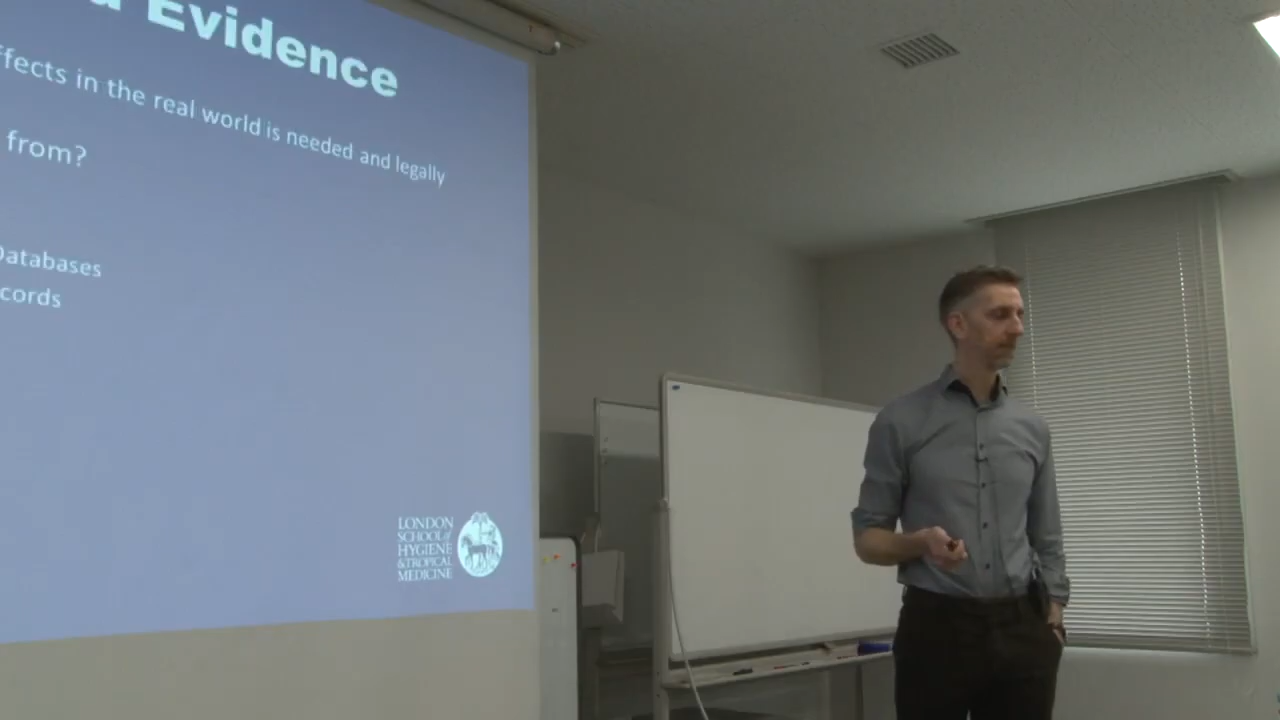 Evidence
ffects in the real world is needed and legally
from?
Databases
cords
LONDON
SCHOOL of
HYGIENE
& TROPICAL
MEDICINE